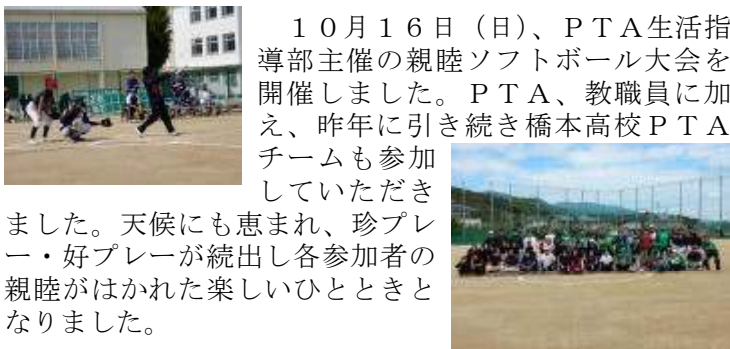 １０月１６日（日）、ＰＴＡ生活指
導部主催の親睦ソフトボール大会を
開催しました。ＰＴＡ、教職員に加
え、昨年に引き続き橋本高校ＰＴＡ
チームも参加
していただき
ました。天候にも恵まれ、珍プレ
ー・好プレーが続出し各参加者の
親睦がはかれた楽しいひとときと
なりました。